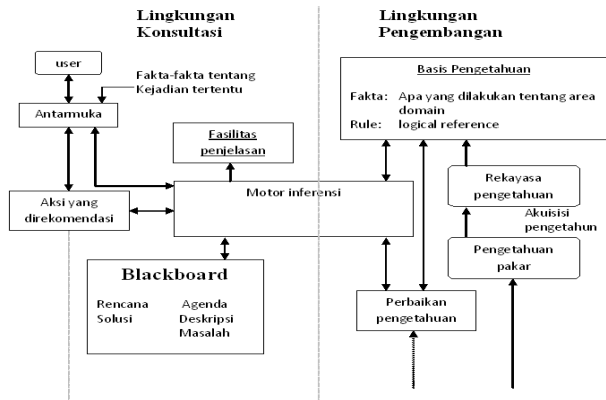 Lingkungan
Konsultasi
Lingkungan
Pengembangan
user
Fakta-fakta tentang
Kejadian tertentu
Antarmuka
Basis Pengetahuan
Fakta: Apa yang dilakukan tentang area
domain
Rule: logical reference
Fasilitas
penjelasan
Motor inferensi
Aksi yang
direkomendasi
Rekayasa
pengetahuan
Akuisisi
pengetahun
Pengetahuan
pakar
Blackboard
Rencana Agenda
Solusi Deskripsi
Masalah
Perbaikan
pengetahuan